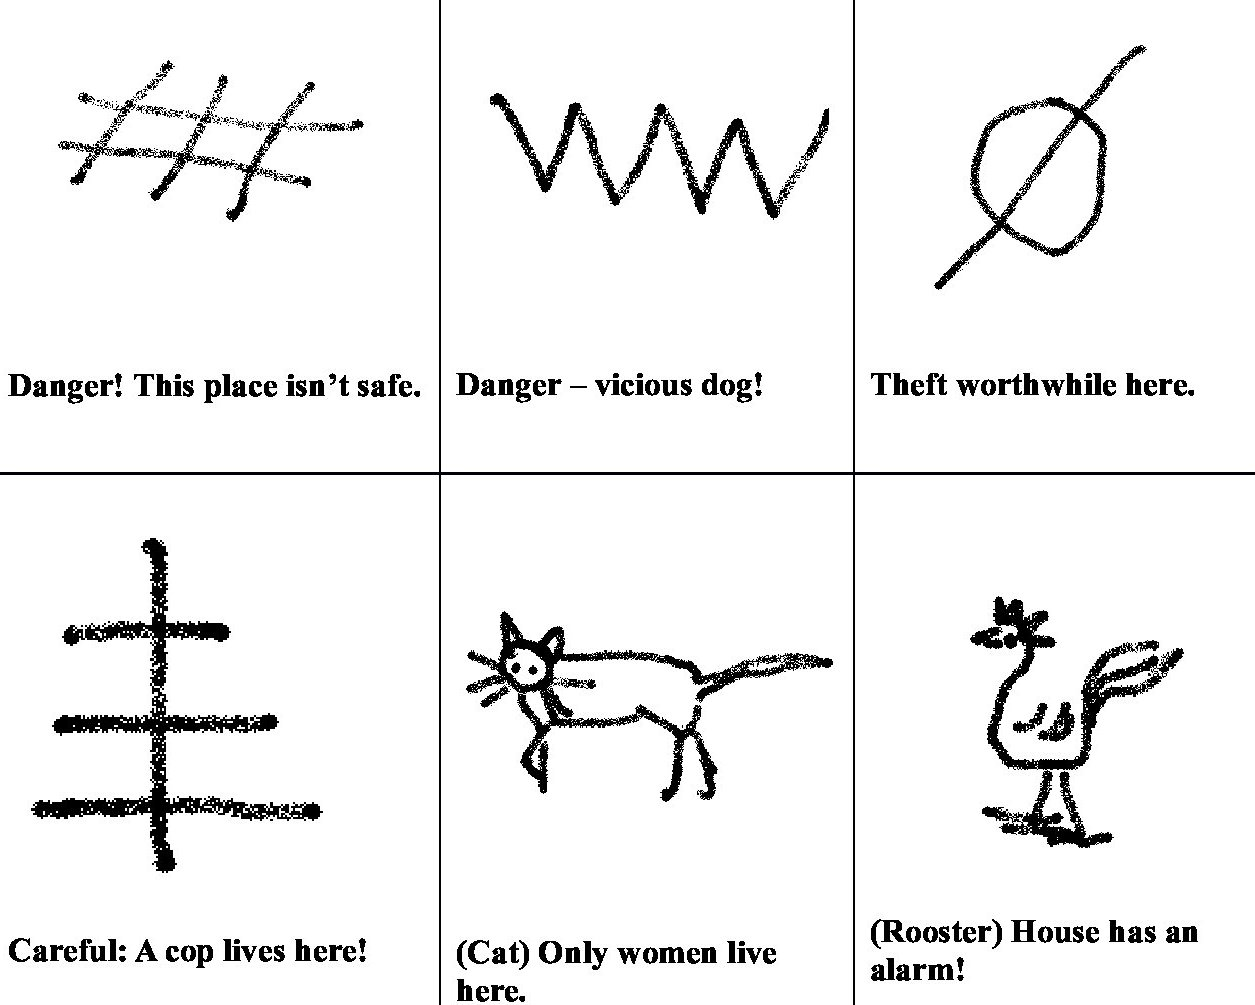 Danger! This place isn’t safe.
Danger – vicious dog!
Theft worthwhile here.
Careful: A cop lives here!
(Cat) Only women live
here.
(Rooster) House has an
alarm!